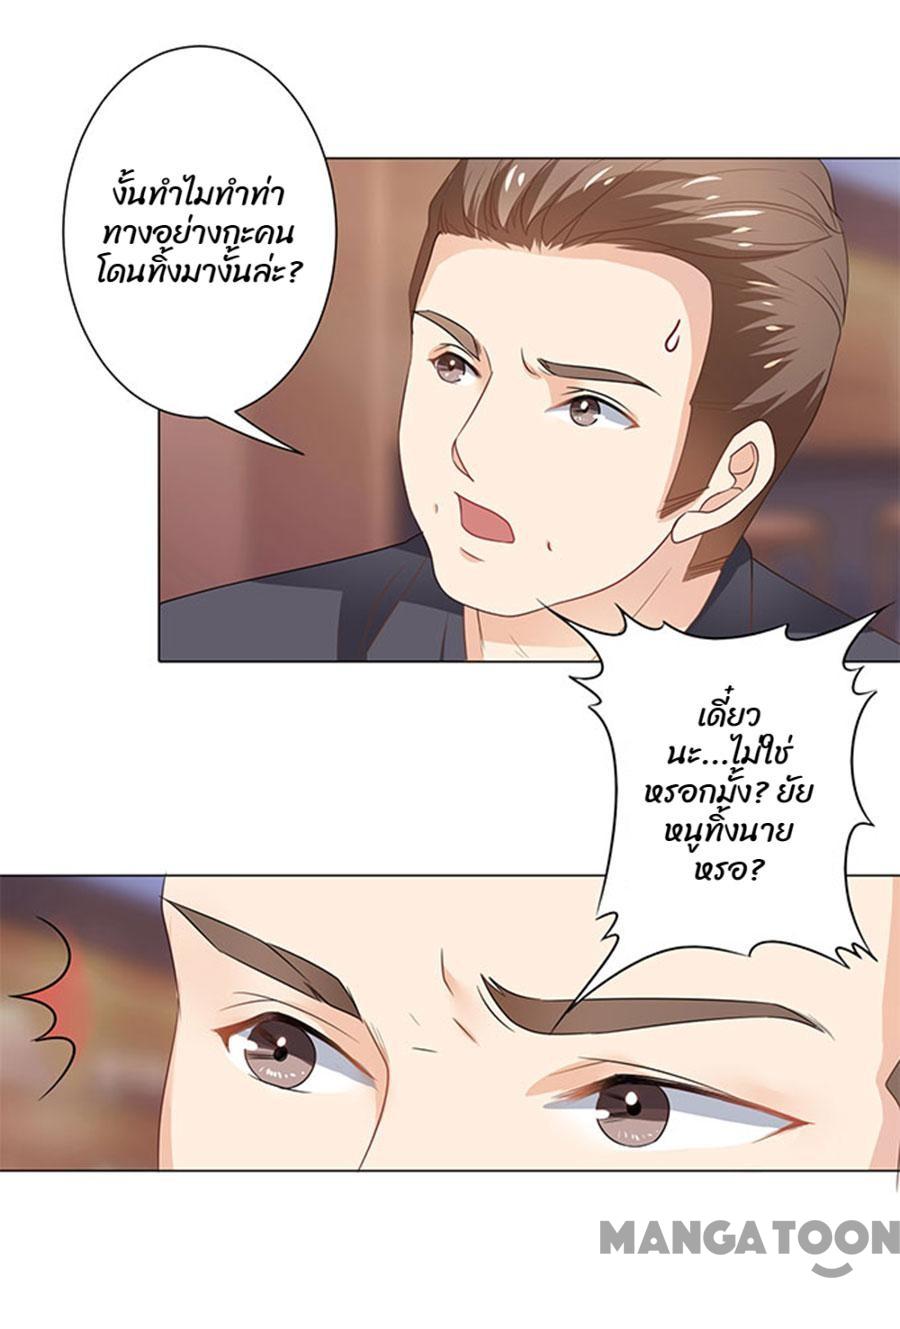 งั้นทำไมทำท่า
ทางอย่างกะคน
โดนทิ้งมางั้นล่ะ?
เดี๋ยว
นะ...ไม่ใช่
หรอกมั้ง? ยัย
หนูทิ้งนาย
หรอ?
MANGATOON